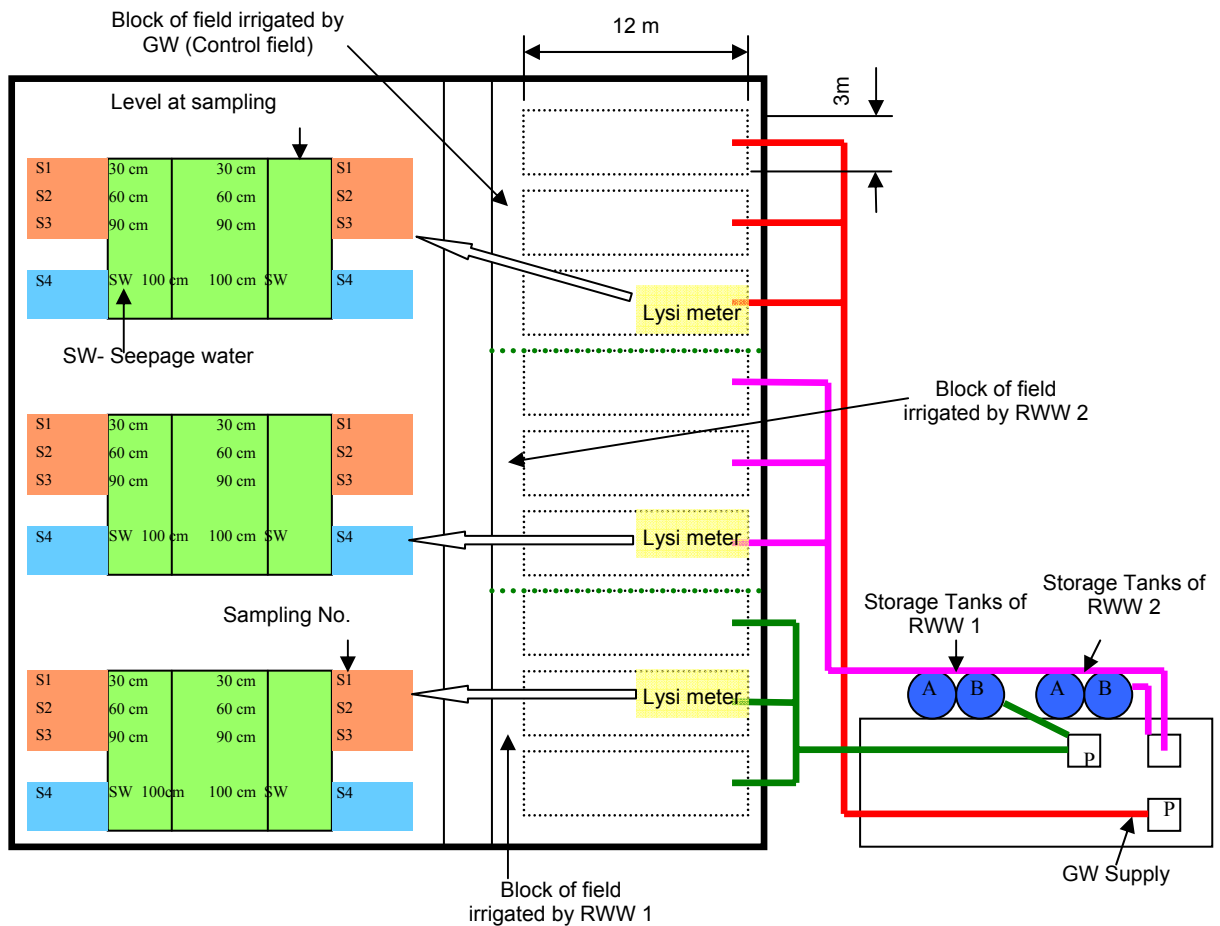 Block of field irrigated by
GW (Control field)
12 m
3m
Level at sampling
S1 30 cm 30 cm S1
S2 60 cm 60 cm S2
S3 90 cm 90 cm S3
S4 SW 100 cm 100 cm SW S4
Lysi meter
SW- Seepage water
Block of field
irrigated by RWW 2
S1 30 cm 30 cm S1
S2 60 cm 60 cm S2
S3 90 cm 90 cm S3
S4 SW 100 cm 100 cm SW S4
Lysi meter
Storage Tanks of
RWW 1
Storage Tanks of
RWW 2
Sampling No.
S1 30 cm 30 cm S1
S2 60 cm 60 cm S2
S3 90 cm 90 cm S3
S4 SW 100cm 100 cm SW S4
Lysi meter
A B A B
P
P
GW Supply
Block of field
irrigated by RWW 1